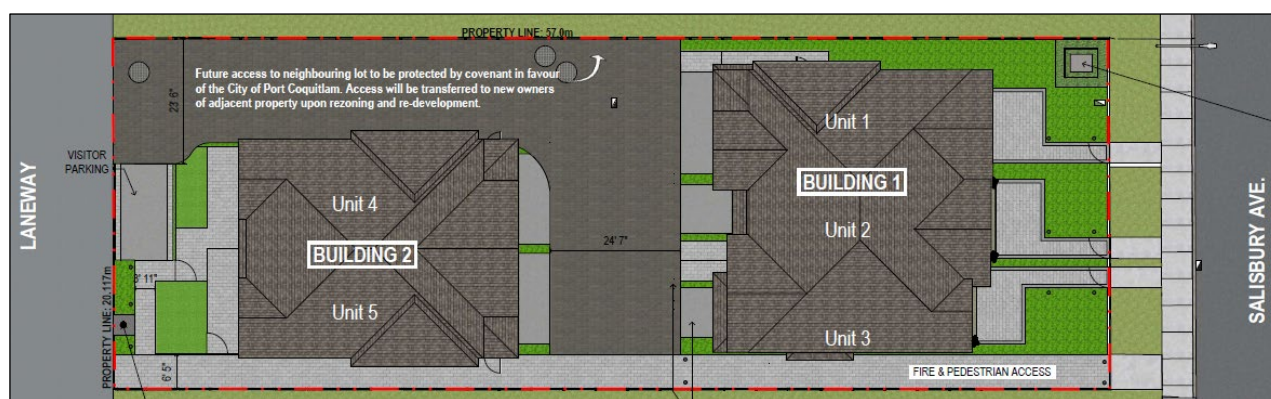 PROPERTY LINE: 57.0m
Future access to neighbouring lot to be protected by covenant in favour
of the City of Port Coquitlam. Access will be transferred to new owners
of adjacent property upon rezoning and re-development.
23' 6"
VISITOR
PARKING
LANEWAY
Unit 4
BUILDING 2
Unit 5
24' 7"
Unit 1
BUILDING 1
Unit 2
Unit 3
SALISBURY AVE.
PROPERTY LINE: 20.117m
6' 5"
FIRE & PEDESTRIAN ACCESS